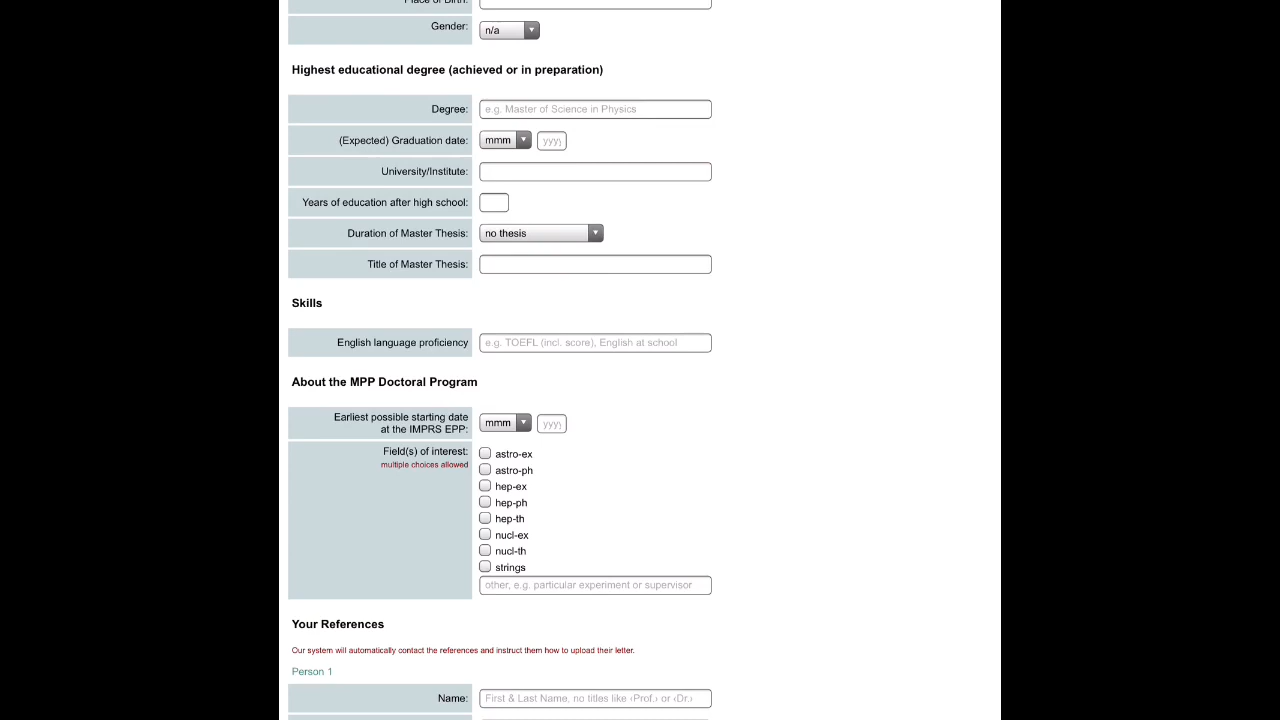 Place of Birth:
Gender: n/a
Highest educational degree (achieved or in preparation)
Degree: e.g. Master of Science in Physics
(Expected) Graduation date: mmm yyyy
University/Institute:
Years of education after high school:
Duration of Master Thesis: no thesis
Title of Master Thesis:
Skills
English language proficiency e.g. TOEFL (incl. score), English at school
About the MPP Doctoral Program
Earliest possible starting date
at the IMPRS EPP: mmm yyyy
Field(s) of interest:
multiple choices allowed
astro-ex
astro-ph
hep-ex
hep-ph
hep-th
nucl-ex
nucl-th
strings
other, e.g. particular experiment or supervisor
Your References
Our system will automatically contact the references and instruct them how to upload their letter.
Person 1
Name: First & Last Name, no titles like ‹Prof.› or ‹Dr.›